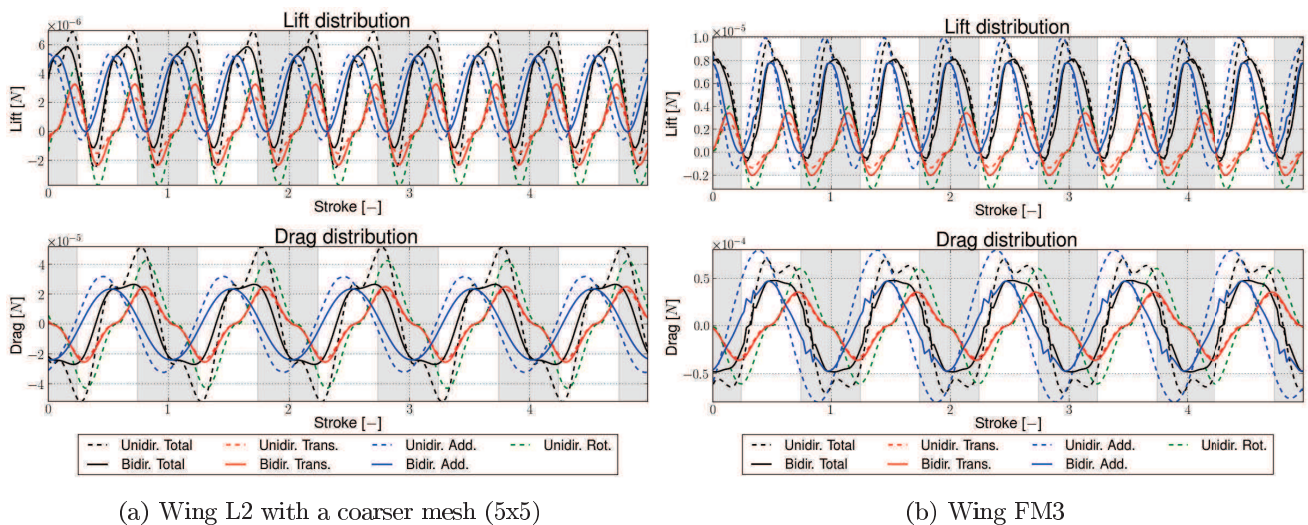 Lift distribution
×10⁻⁶
6
4
2
0
−2
Lift [N]
0 1 2 3 4
Stroke [−]
Drag distribution
×10⁻⁵
4
2
0
−2
−4
Drag [N]
0 1 2 3 4
Stroke [−]
Unidir. Total Unidir. Trans. Unidir. Add. Unidir. Rot.
Bidir. Total Bidir. Trans. Bidir. Add.
(a) Wing L2 with a coarser mesh (5x5)
Lift distribution
×10⁻⁵
1.0
0.8
0.6
0.4
0.2
0.0
−0.2
Lift [N]
0 1 2 3 4
Stroke [−]
Drag distribution
×10⁻⁴
0.5
0.0
−0.5
Drag [N]
0 1 2 3 4
Stroke [−]
Unidir. Total Unidir. Trans. Unidir. Add. Unidir. Rot.
Bidir. Total Bidir. Trans. Bidir. Add.
(b) Wing FM3